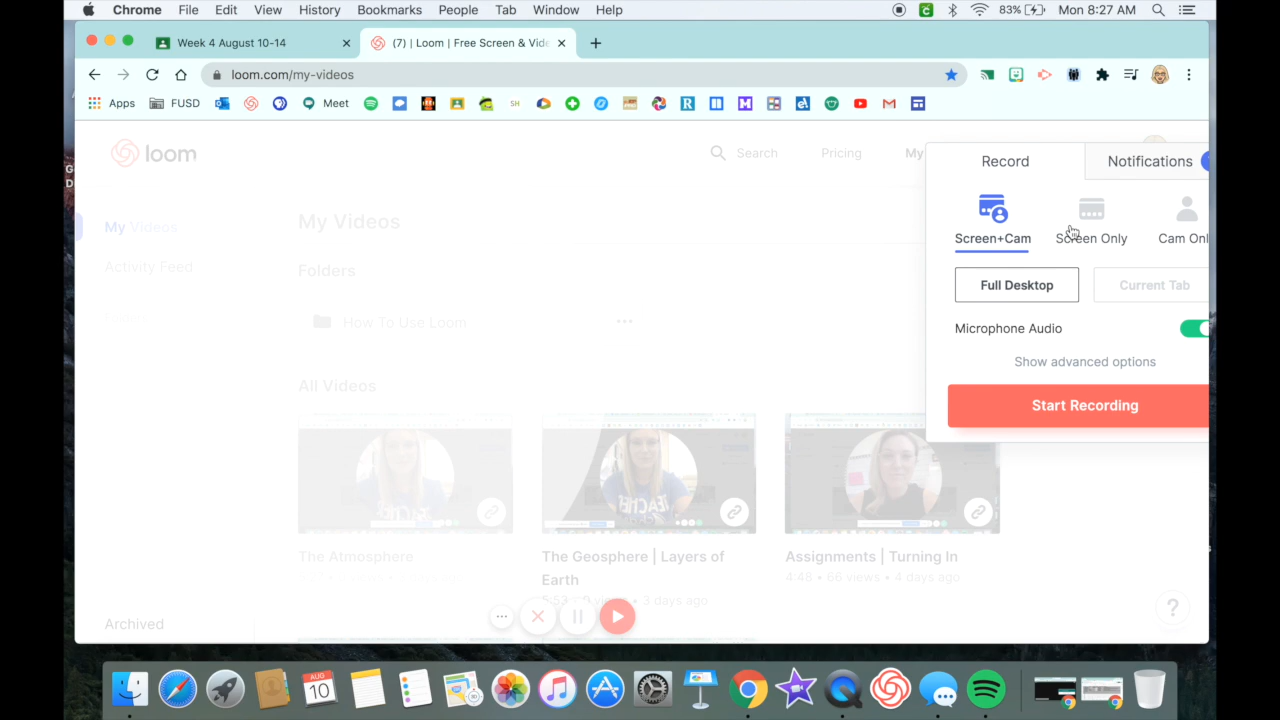 Chrome File Edit View History Bookmarks People Tab Window Help 83% Mon 8:27 AM
Week 4 August 10-14 (7) | Loom | Free Screen & Vide
loom.com/my-videos
Apps FUSD Meet SH
loom Search Pricing My
Record Notifications
My Videos
My Videos
Screen+Cam Screen Only Cam Onl
Activity Feed
Folders
Full Desktop Current Tab
How To Use Loom
Microphone Audio
Show advanced options
All Videos
Start Recording
The Atmosphere
The Geosphere | Layers of
Earth
5:53
3 days ago
Assignments | Turning In
4:48 • 66 views • 4 days ago
Archived
?
AUG
10